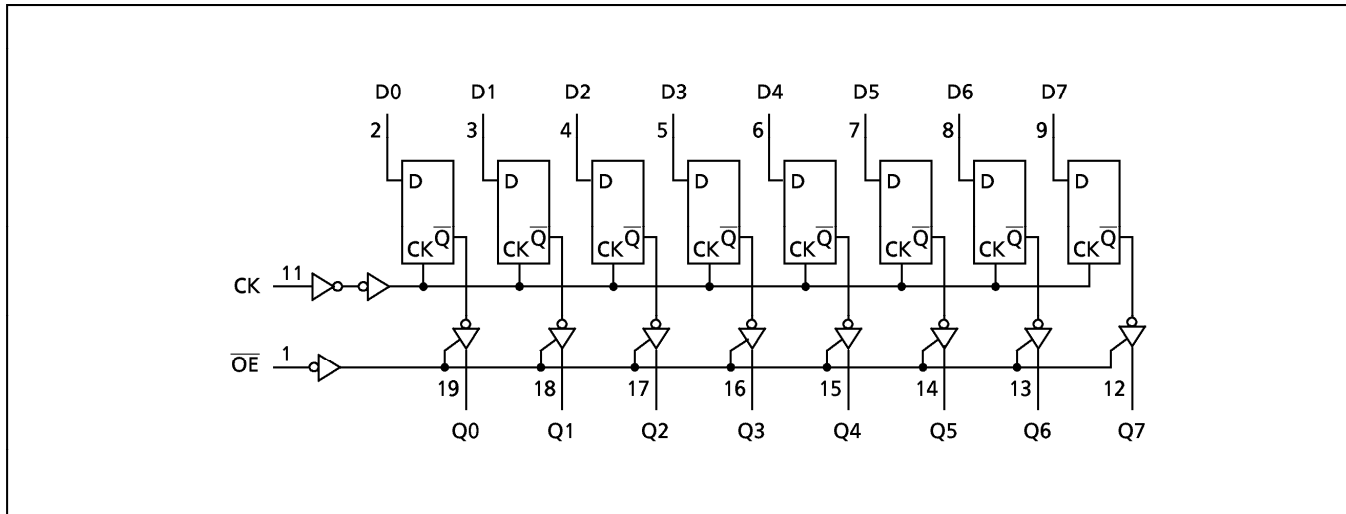 D0 D1 D2 D3 D4 D5 D6 D7
2 3 4 5 6 7 8 9
D D D D D D D D
CK Q̅ CK Q̅ CK Q̅ CK Q̅ CK Q̅ CK Q̅ CK Q̅ CK Q̅
CK 11
O̅E̅ 1
19 18 17 16 15 14 13 12
Q0 Q1 Q2 Q3 Q4 Q5 Q6 Q7